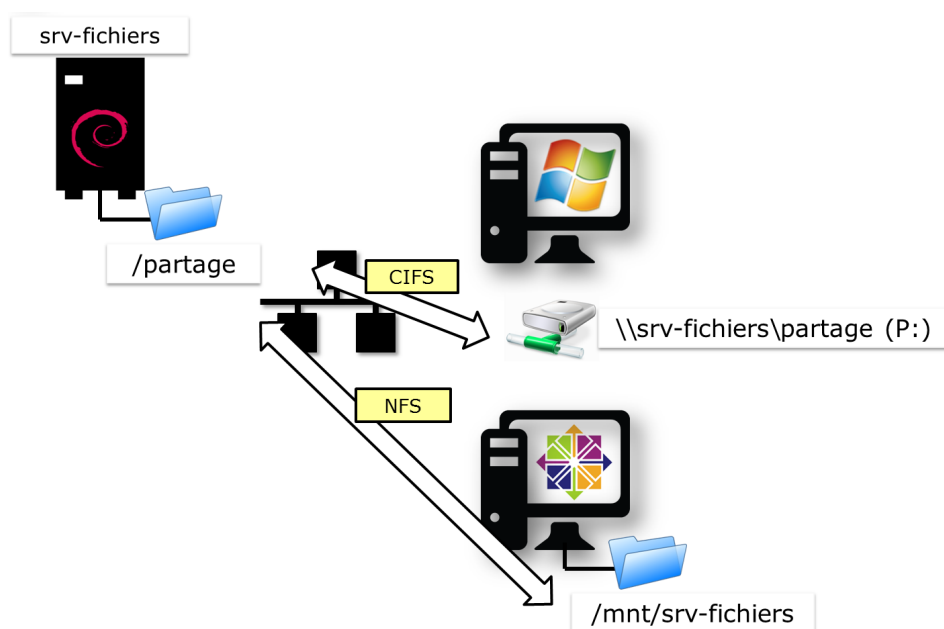 srv-fichiers
/partage
CIFS
\\srv-fichiers\partage (P:)
NFS
/mnt/srv-fichiers